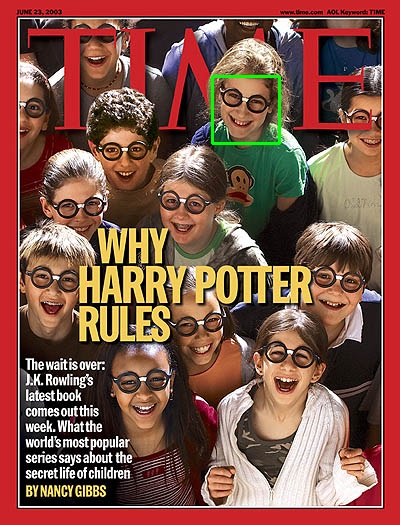 JUNE 23, 2003
www.time.com AOL Keyword: TIME
TIME
WHY
HARRY POTTER
RULES
The wait is over:
J.K. Rowling's
latest book
comes out this
week. What the
world's most popular
series says about the
secret life of children
BY NANCY GIBBS